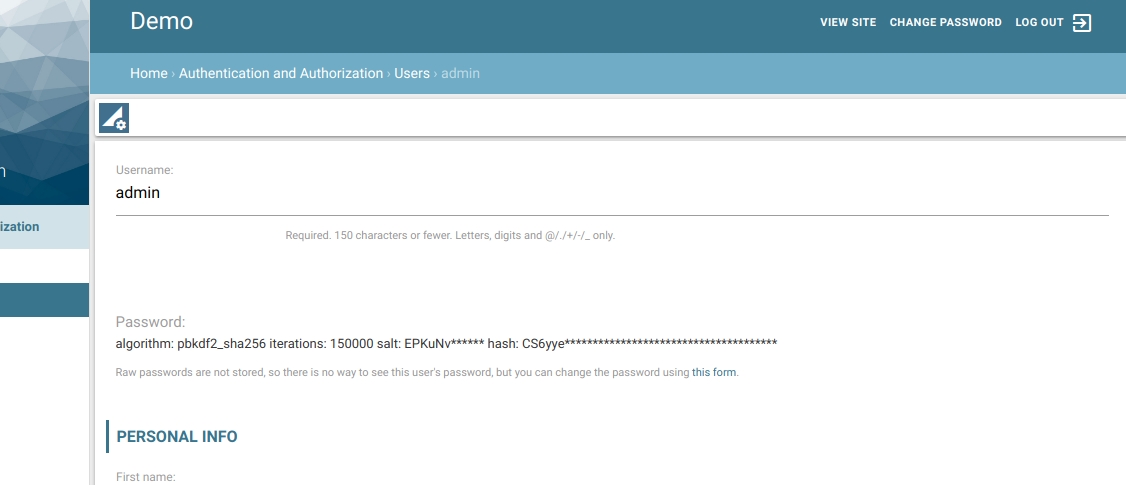 Demo
VIEW SITE CHANGE PASSWORD LOG OUT
Home › Authentication and Authorization › Users › admin
ization
Username:
admin
Required. 150 characters or fewer. Letters, digits and @/./+/-/_ only.
Password:
algorithm: pbkdf2_sha256 iterations: 150000 salt: EPKuNv****** hash: CS6yye**************************************
Raw passwords are not stored, so there is no way to see this user's password, but you can change the password using this form.
PERSONAL INFO
First name: